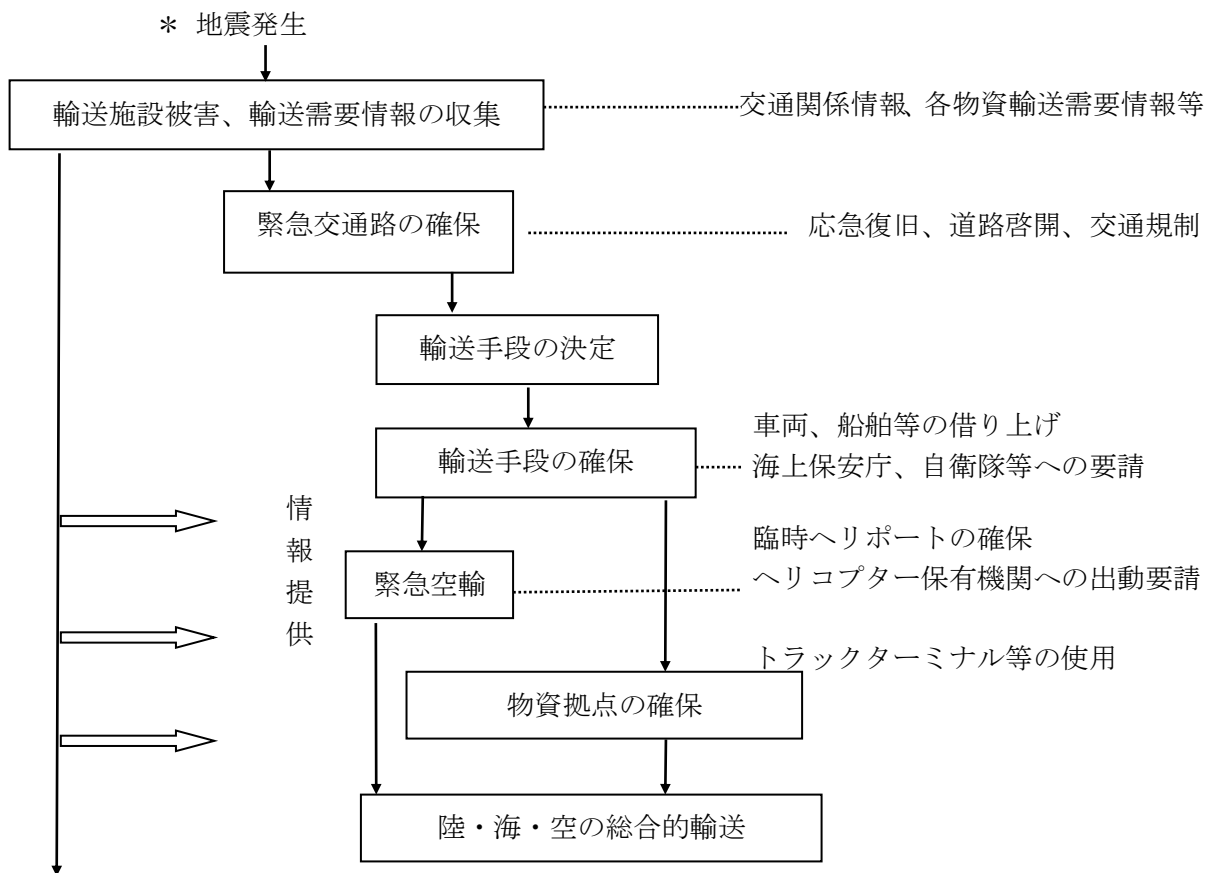 ＊ 地震発生
輸送施設被害、輸送需要情報の収集
交通関係情報、各物資輸送需要情報等
緊急交通路の確保
応急復旧、道路啓開、交通規制
輸送手段の決定
輸送手段の確保
車両、船舶等の借り上げ
海上保安庁、自衛隊等への要請
情報提供
緊急空輸
臨時ヘリポートの確保
ヘリコプター保有機関への出動要請
トラックターミナル等の使用
物資拠点の確保
陸・海・空の総合的輸送